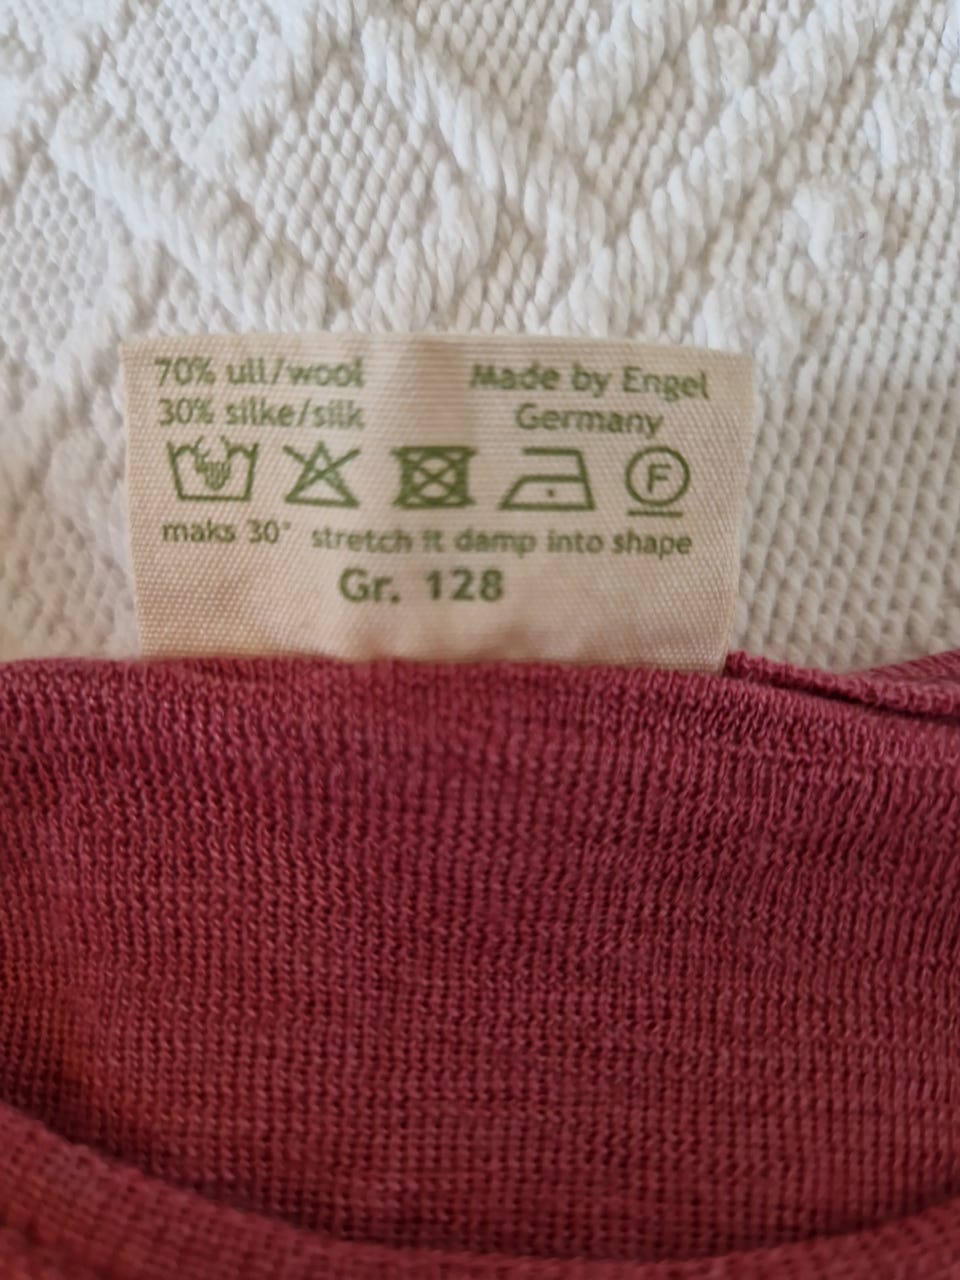 70% ull/wool
30% silke/silk
Made by Engel
Germany
F
maks 30° stretch it damp into shape
Gr. 128